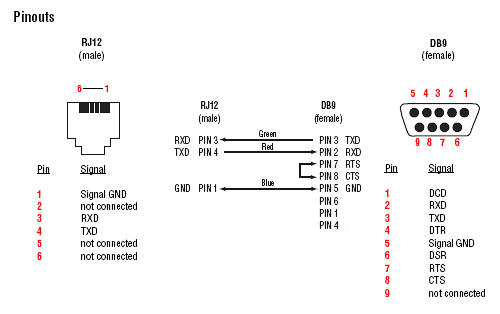 Pinouts
RJ12
(male)
6 1
Pin Signal
1 Signal GND
2 not connected
3 RXD
4 TXD
5 not connected
6 not connected
RJ12
(male)
DB9
(female)
RXD PIN 3 Green PIN 3 TXD
TXD PIN 4 Red PIN 2 RXD
PIN 7 RTS
PIN 8 CTS
GND PIN 1 Blue PIN 5 GND
PIN 6
PIN 1
PIN 4
DB9
(female)
5 4 3 2 1
9 8 7 6
Pin Signal
1 DCD
2 RXD
3 TXD
4 DTR
5 Signal GND
6 DSR
7 RTS
8 CTS
9 not connected